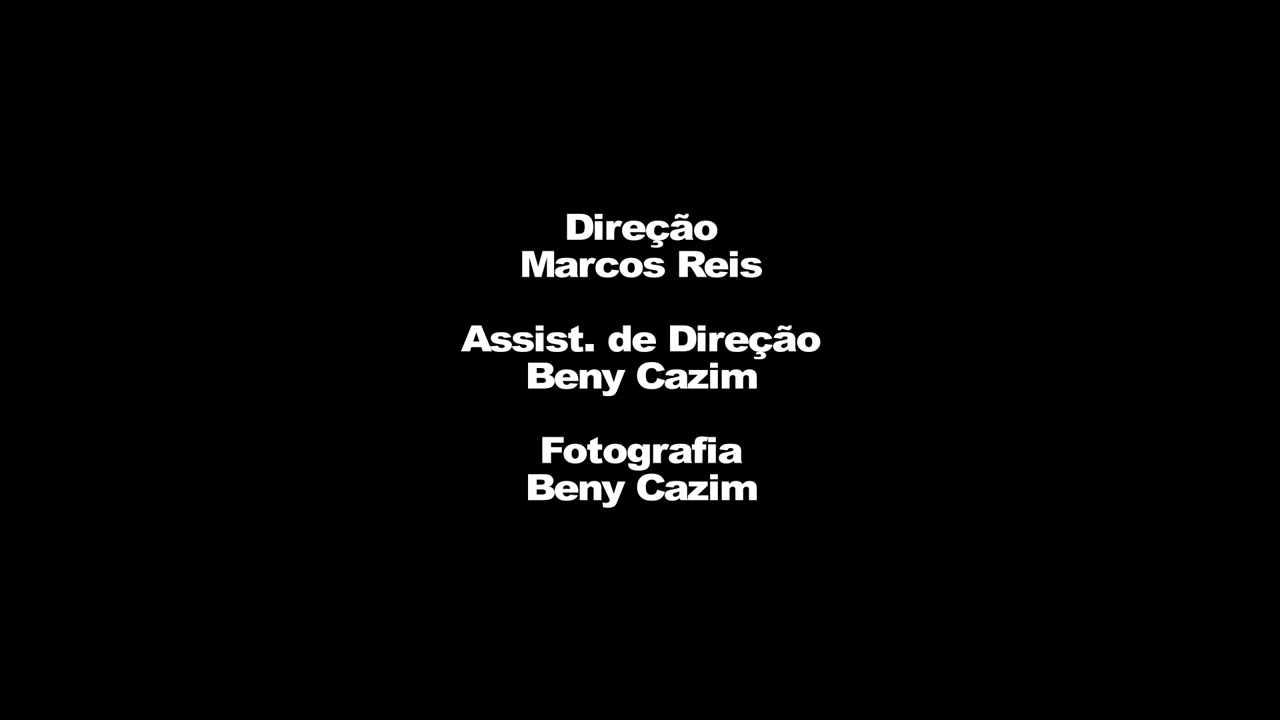 Direção
Marcos Reis
Assist. de Direção
Beny Cazim
Fotografia
Beny Cazim